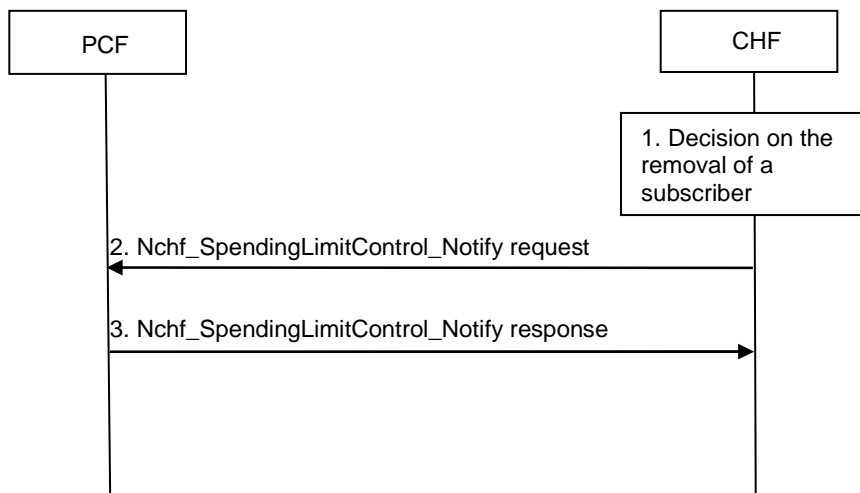 PCF
CHF
1. Decision on the
removal of a
subscriber
2. Nchf_SpendingLimitControl_Notify request
3. Nchf_SpendingLimitControl_Notify response